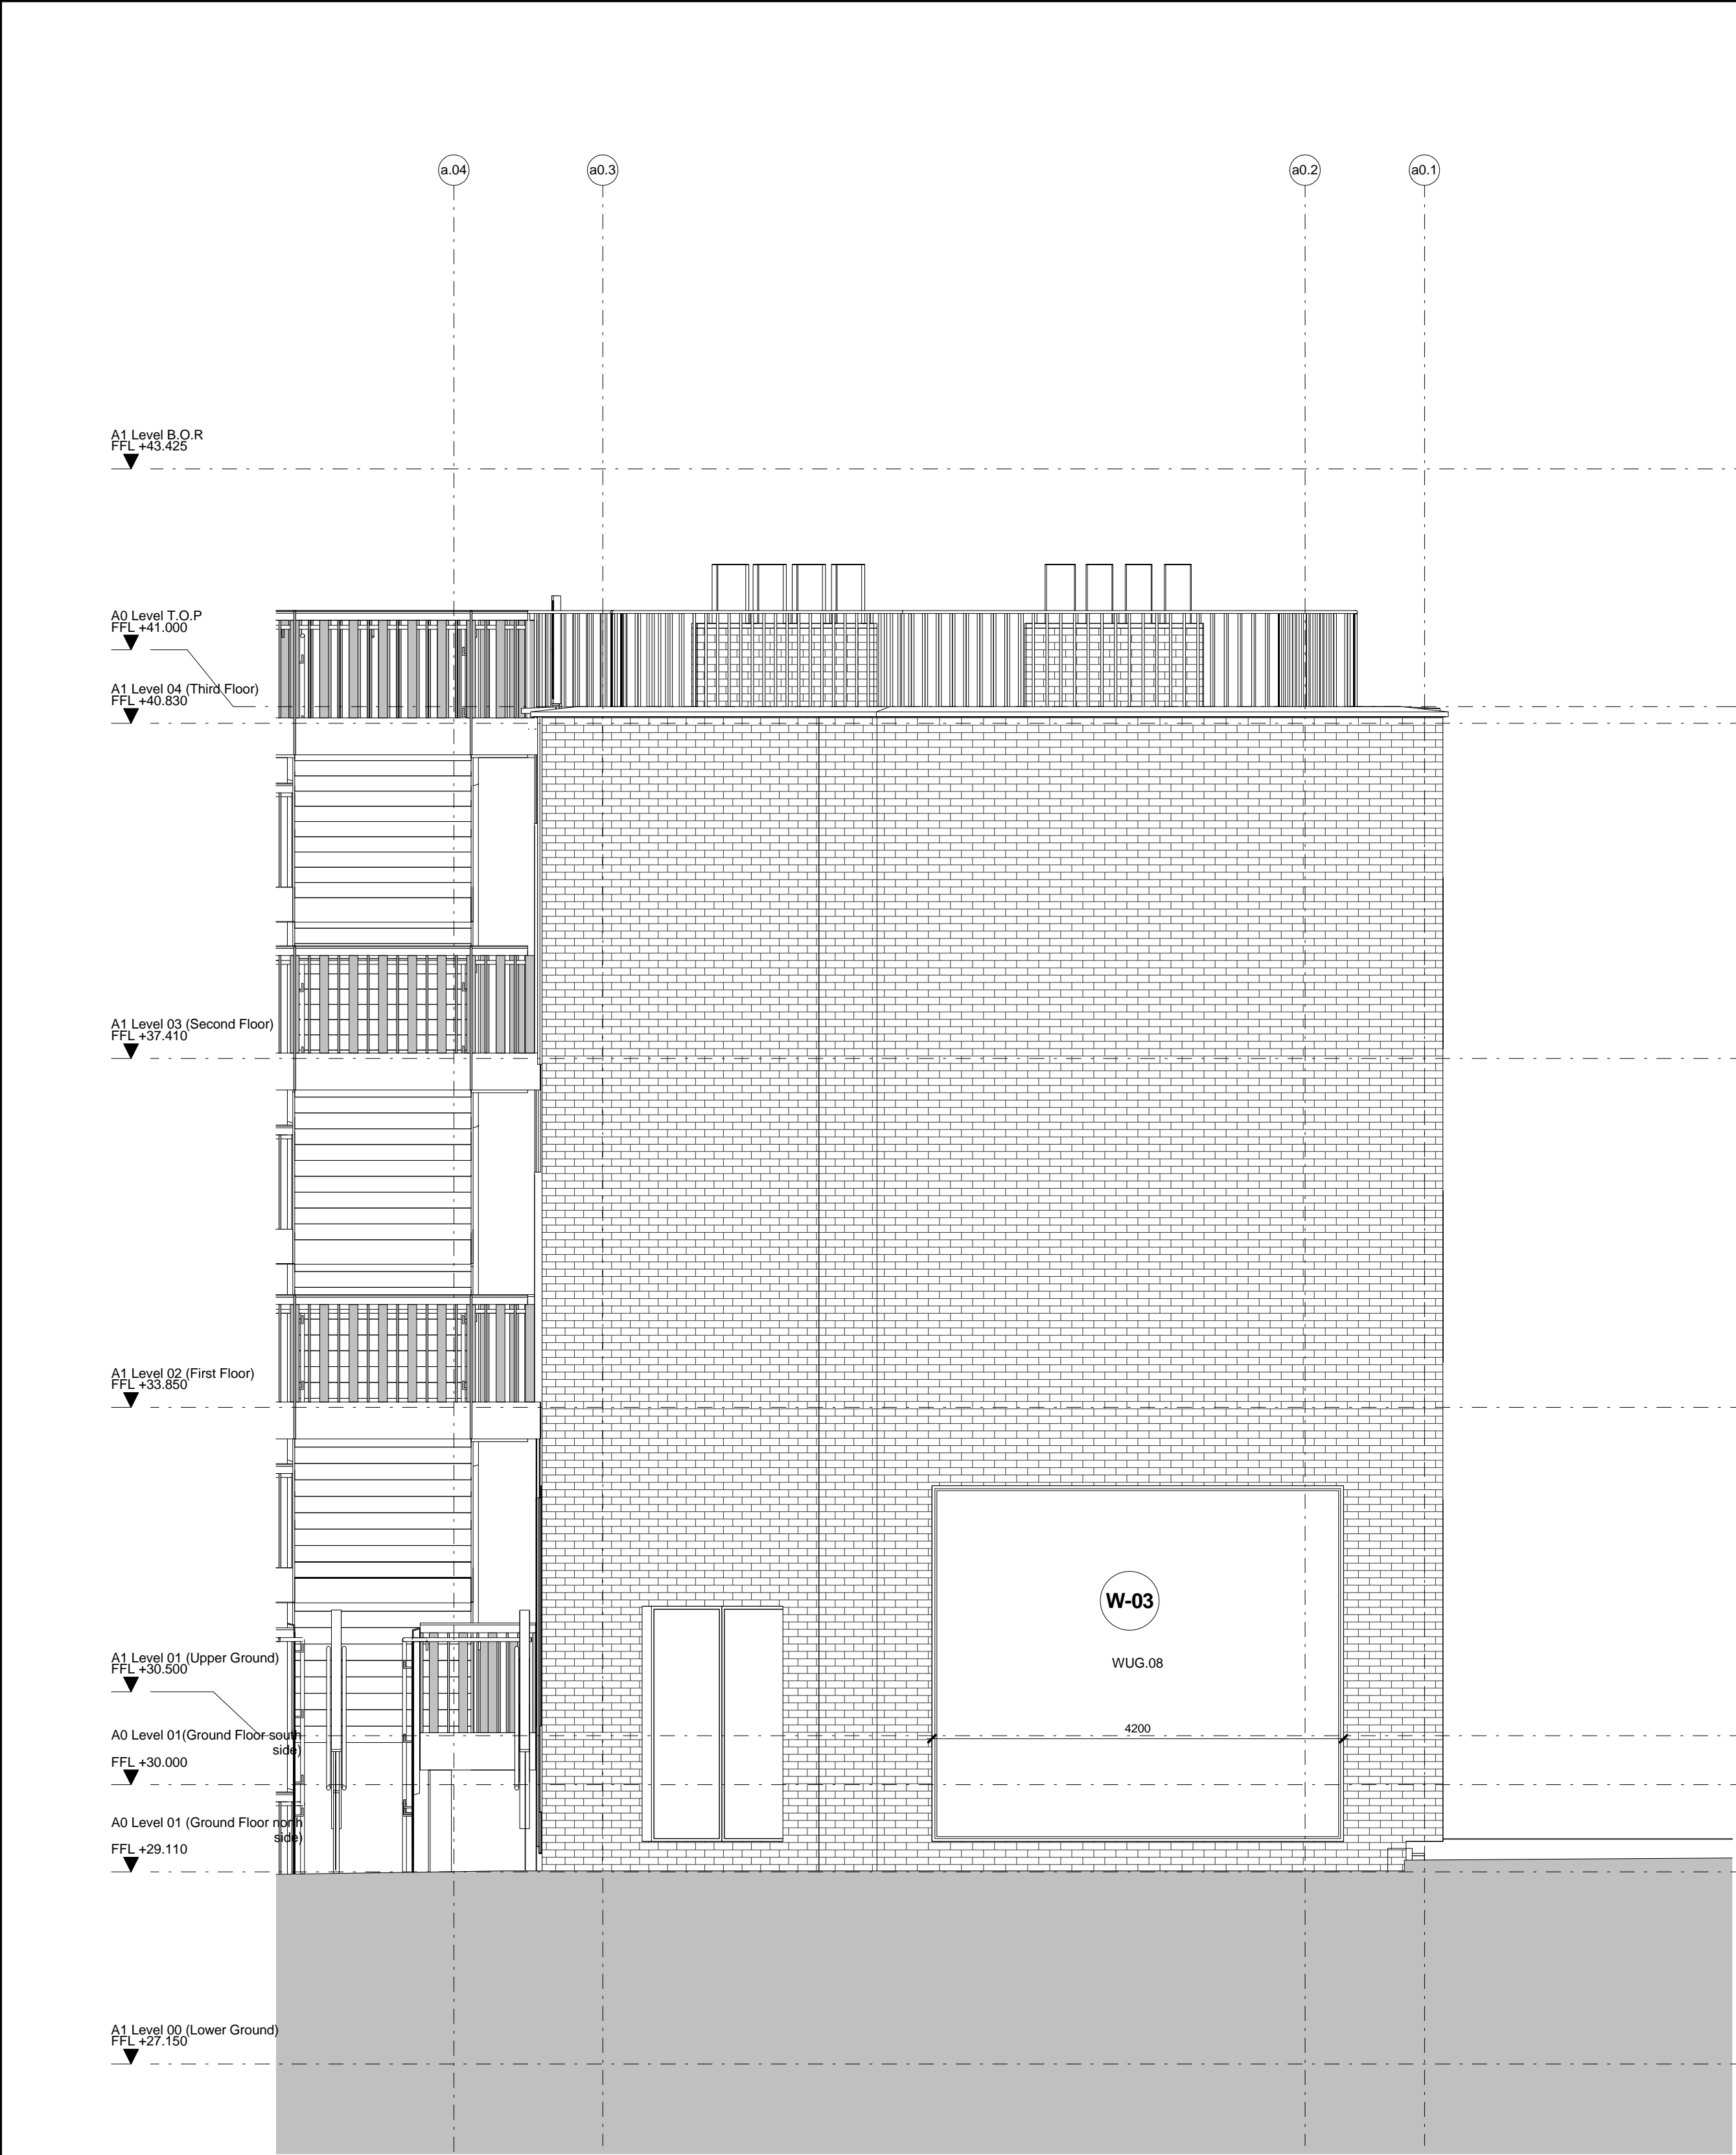 a.04
a0.3
a0.2
a0.1
A1 Level B.O.R
FFL +43.425
A0 Level T.O.P
FFL +41.000
A1 Level 04 (Third Floor)
FFL +40.830
A1 Level 03 (Second Floor)
FFL +37.410
A1 Level 02 (First Floor)
FFL +33.850
W-03
WUG.08
A1 Level 01 (Upper Ground)
FFL +30.500
4200
A0 Level 01(Ground Floor south
side)
FFL +30.000
A0 Level 01 (Ground Floor north
side)
FFL +29.110
A1 Level 00 (Lower Ground)
FFL +27.150